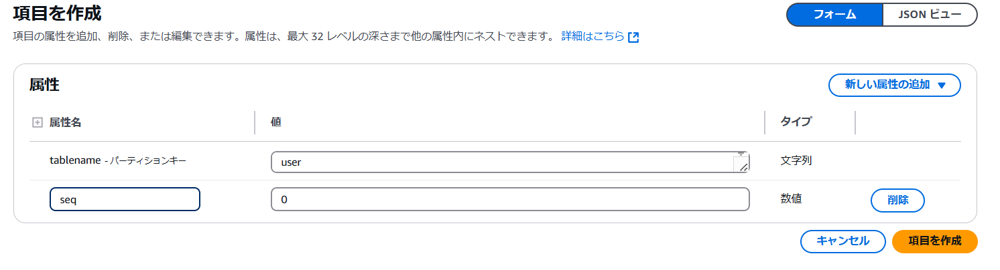 項目を作成
フォーム JSON ビュー
項目の属性を追加、削除、または編集できます。属性は、最大 32 レベルの深さまで他の属性内にネストできます。 詳細はこちら
属性
新しい属性の追加
属性名 値 タイプ
tablename - パーティションキー user 文字列
seq 0 数値 削除
キャンセル 項目を作成